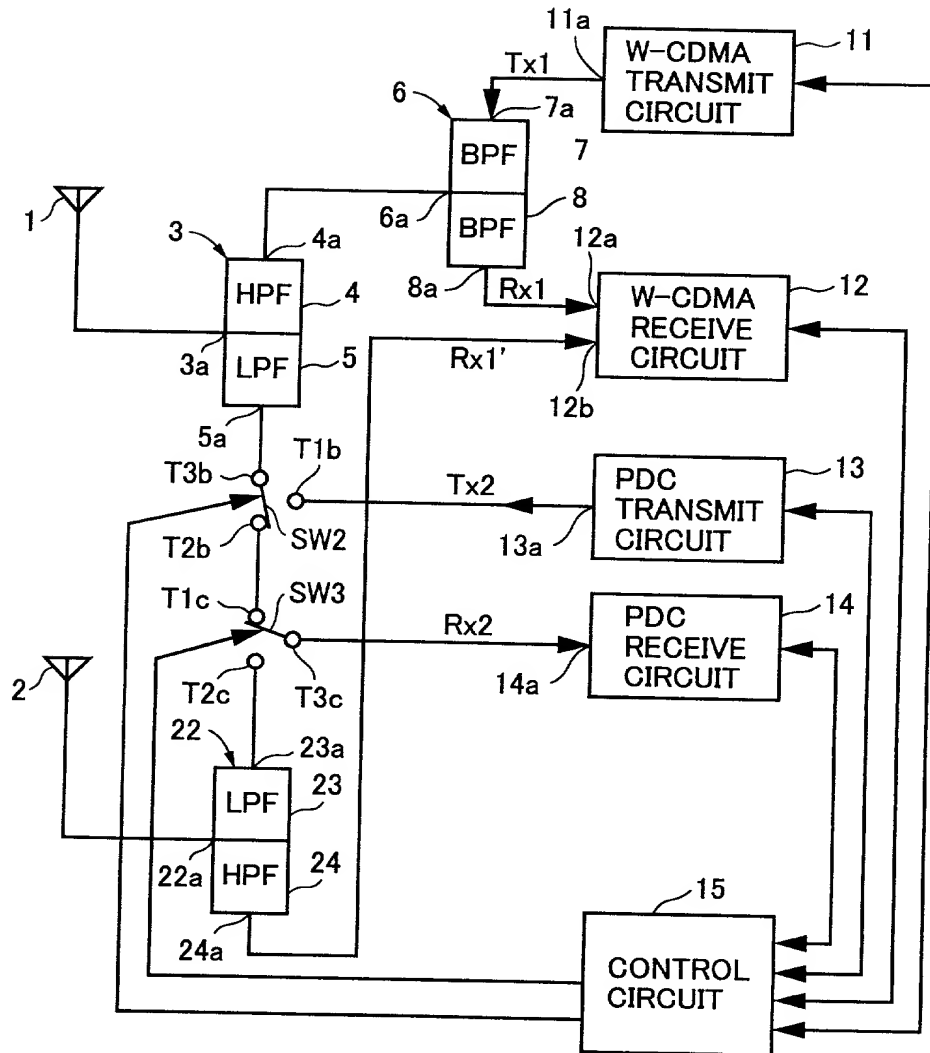 11a
W-CDMA
TRANSMIT
CIRCUIT
11
Tx1
6
7a
BPF
7
1
6a
BPF
8
3
4a
12a
8a
Rx1
HPF
4
W-CDMA
RECEIVE
CIRCUIT
12
3a
LPF
5
Rx1'
12b
5a
T3b
T1b
Tx2
PDC
TRANSMIT
CIRCUIT
13
T2b
SW2
13a
T1c
SW3
Rx2
PDC
RECEIVE
CIRCUIT
14
2
T2c
T3c
14a
22
23a
LPF
23
22a
HPF
24
24a
15
CONTROL
CIRCUIT